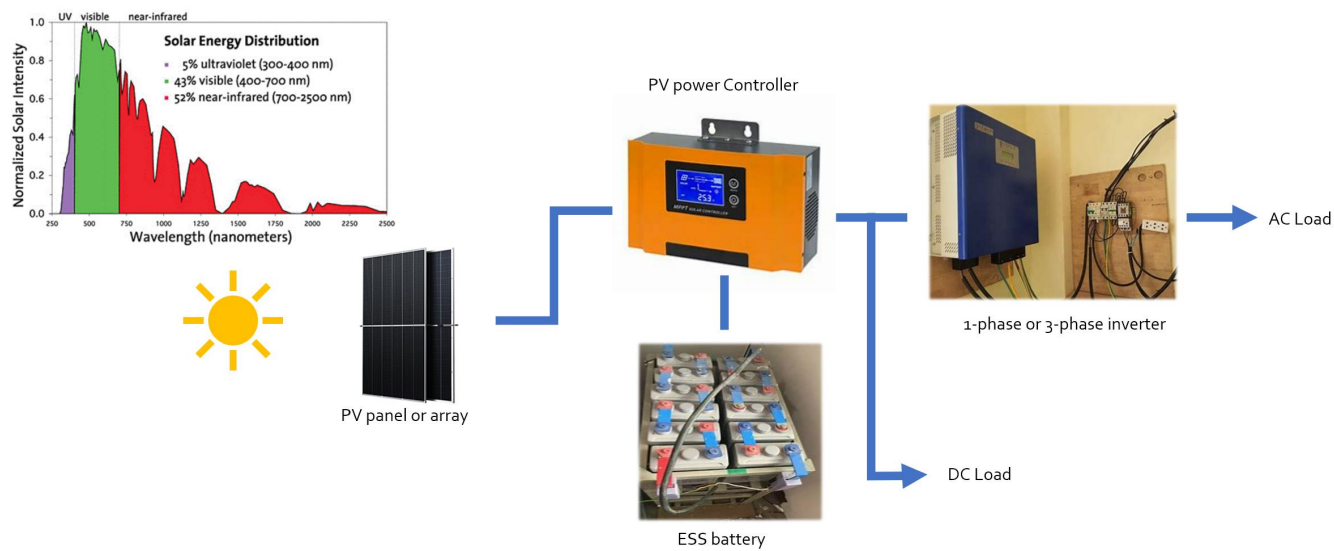 UV visible near-infrared
Solar Energy Distribution
5% ultraviolet (300-400 nm)
43% visible (400-700 nm)
52% near-infrared (700-2500 nm)
Normalized Solar Intensity
1.0
0.8
0.6
0.4
0.2
0.0
250 500 750 1000 1250 1500 1750 2000 2250 2500
Wavelength (nanometers)
PV power Controller
MPPT SOLAR CONTROLLER
25.3
AC Load
1-phase or 3-phase inverter
PV panel or array
DC Load
ESS battery